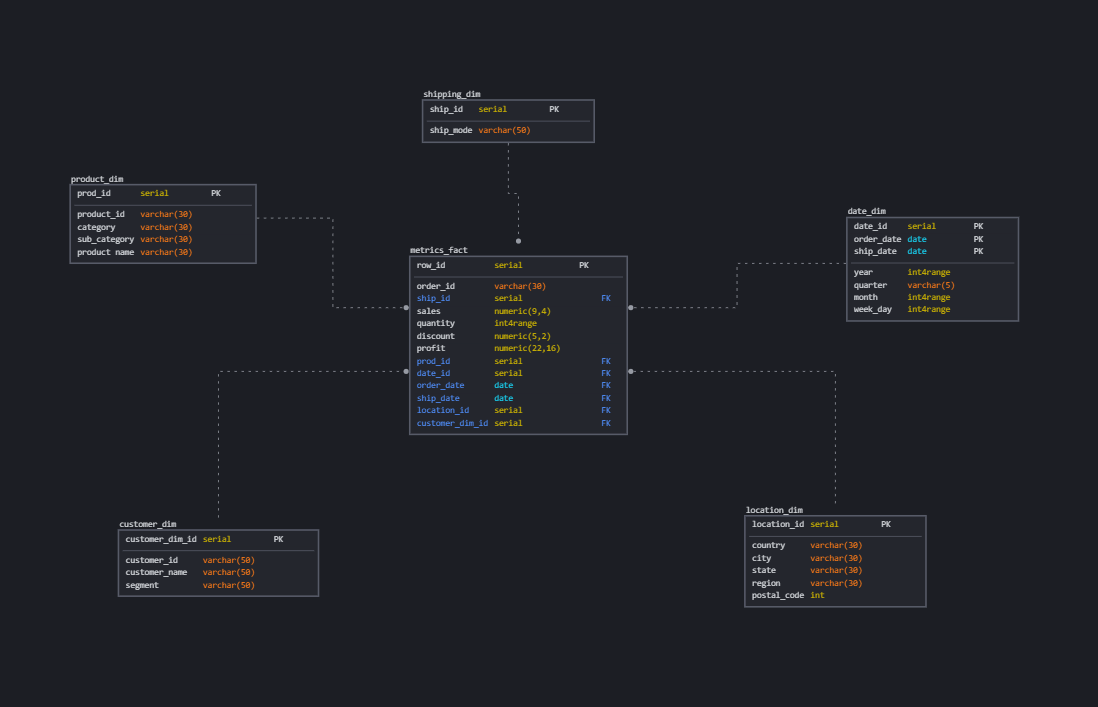 shipping_dim
ship_id serial PK
ship_mode varchar(50)
product_dim
prod_id serial PK
product_id varchar(30)
category varchar(30)
sub_category varchar(30)
product name varchar(30)
date_dim
date_id serial PK
order_date date PK
ship_date date PK
year int4range
quarter varchar(5)
month int4range
week_day int4range
metrics_fact
row_id serial PK
order_id varchar(30)
ship_id serial FK
sales numeric(9,4)
quantity int4range
discount numeric(5,2)
profit numeric(22,16)
prod_id serial FK
date_id serial FK
order_date date FK
ship_date date FK
location_id serial FK
customer_dim_id serial FK
customer_dim
customer_dim_id serial PK
customer_id varchar(50)
customer_name varchar(50)
segment varchar(50)
location_dim
location_id serial PK
country varchar(30)
city varchar(30)
state varchar(30)
region varchar(30)
postal_code int